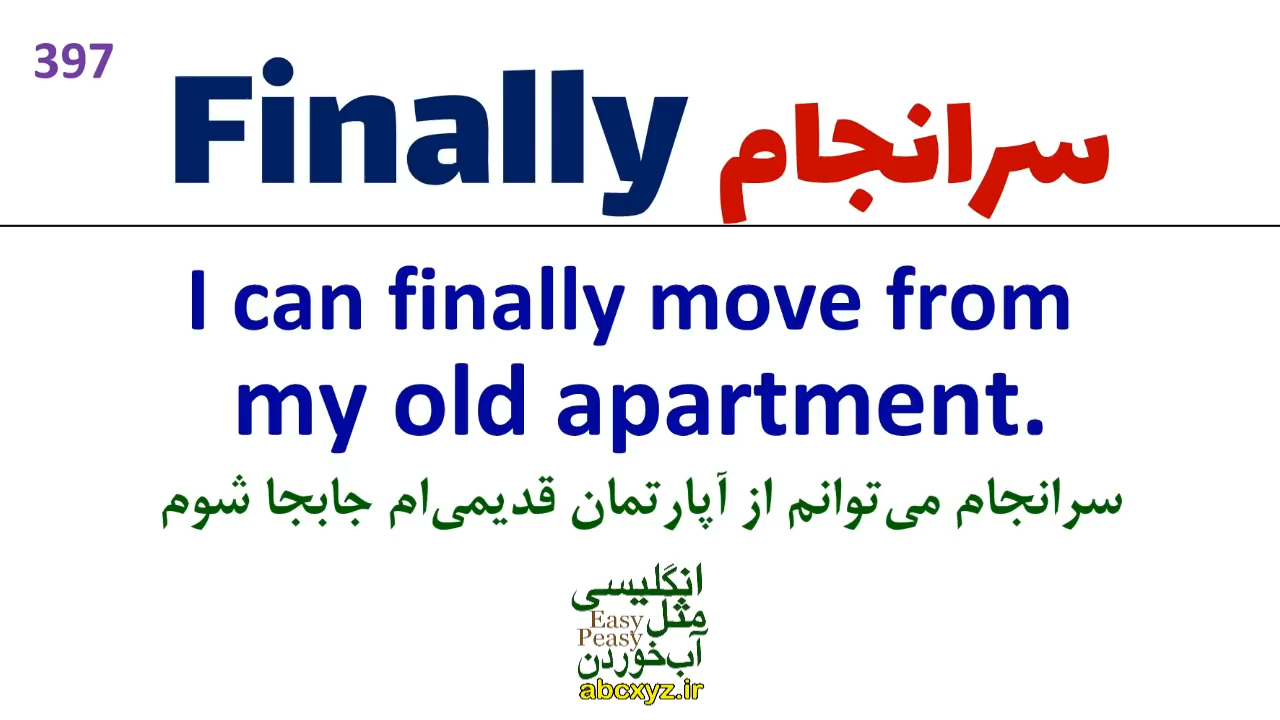 397
Finally سرانجام
I can finally move from
my old apartment.
سرانجام می‌توانم از آپارتمان قدیمی‌ام جابجا شوم
انگلیسی
مثل Easy
Peasy
آب‌خوردن
abcxyz.ir